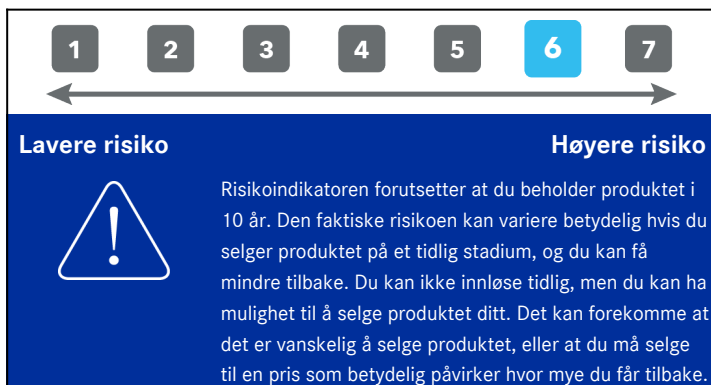 1 2 3 4 5 6 7
Lavere risiko Høyere risiko
Risikoindikatoren forutsetter at du beholder produktet i
10 år. Den faktiske risikoen kan variere betydelig hvis du
selger produktet på et tidlig stadium, og du kan få
mindre tilbake. Du kan ikke innløse tidlig, men du kan ha
mulighet til å selge produktet ditt. Det kan forekomme at
det er vanskelig å selge produktet, eller at du må selge
til en pris som betydelig påvirker hvor mye du får tilbake.